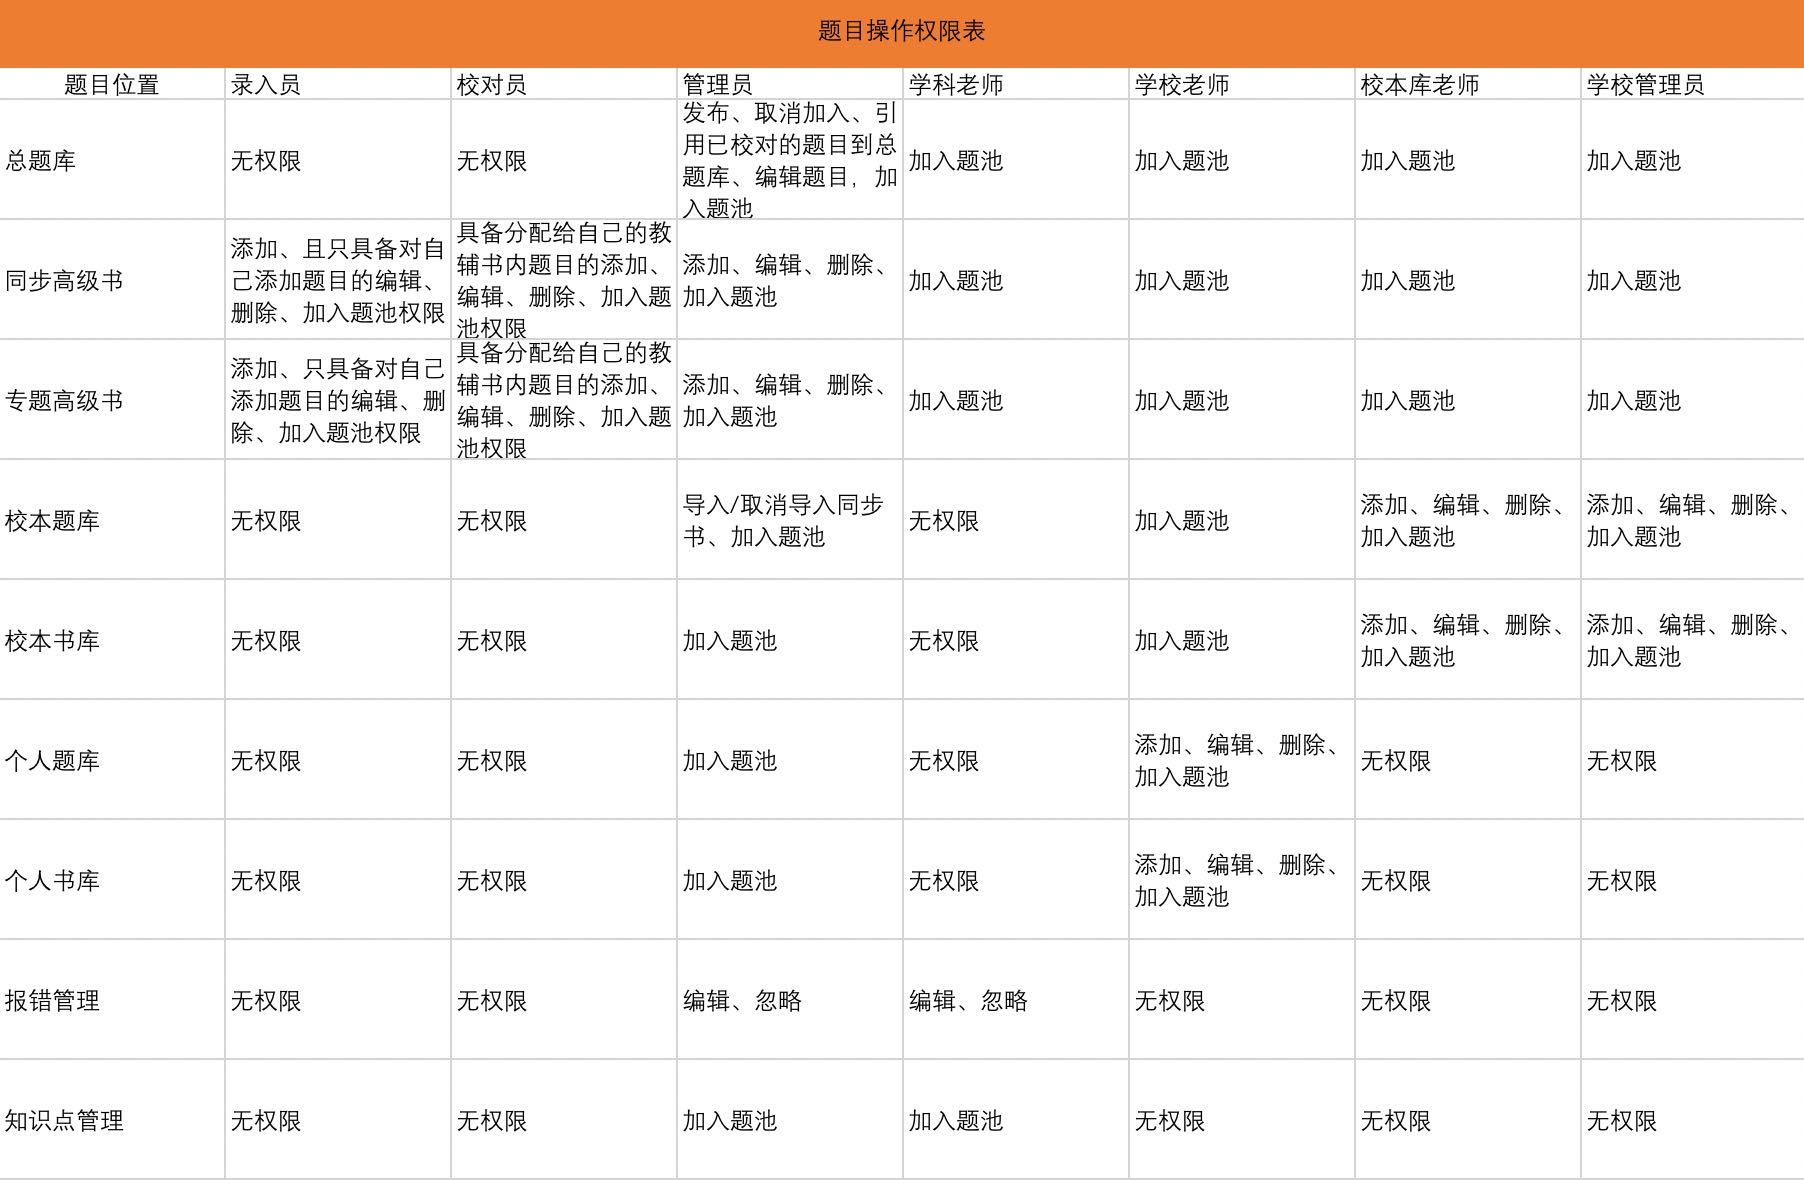 题目操作权限表
题目位置 录入员 校对员 管理员 学科老师 学校老师 校本库老师 学校管理员
总题库
无权限
无权限
发布、取消加入、引
用已校对的题目到总
题库、编辑题目，加
入题池
加入题池
加入题池
加入题池
加入题池
同步高级书
添加、且只具备对自
己添加题目的编辑、
删除、加入题池权限
具备分配给自己的教
辅书内题目的添加、
编辑、删除、加入题
池权限
添加、编辑、删除、
加入题池
加入题池
加入题池
加入题池
加入题池
专题高级书
添加、只具备对自己
添加题目的编辑、删
除、加入题池权限
具备分配给自己的教
辅书内题目的添加、
编辑、删除、加入题
池权限
添加、编辑、删除、
加入题池
加入题池
加入题池
加入题池
加入题池
校本题库
无权限
无权限
导入/取消导入同步
书、加入题池
无权限
加入题池
添加、编辑、删除、
加入题池
添加、编辑、删除、
加入题池
校本书库
无权限
无权限
加入题池
无权限
加入题池
添加、编辑、删除、
加入题池
添加、编辑、删除、
加入题池
个人题库
无权限
无权限
加入题池
无权限
添加、编辑、删除、
加入题池
无权限
无权限
个人书库
无权限
无权限
加入题池
无权限
添加、编辑、删除、
加入题池
无权限
无权限
报错管理
无权限
无权限
编辑、忽略
编辑、忽略
无权限
无权限
无权限
知识点管理
无权限
无权限
加入题池
加入题池
无权限
无权限
无权限